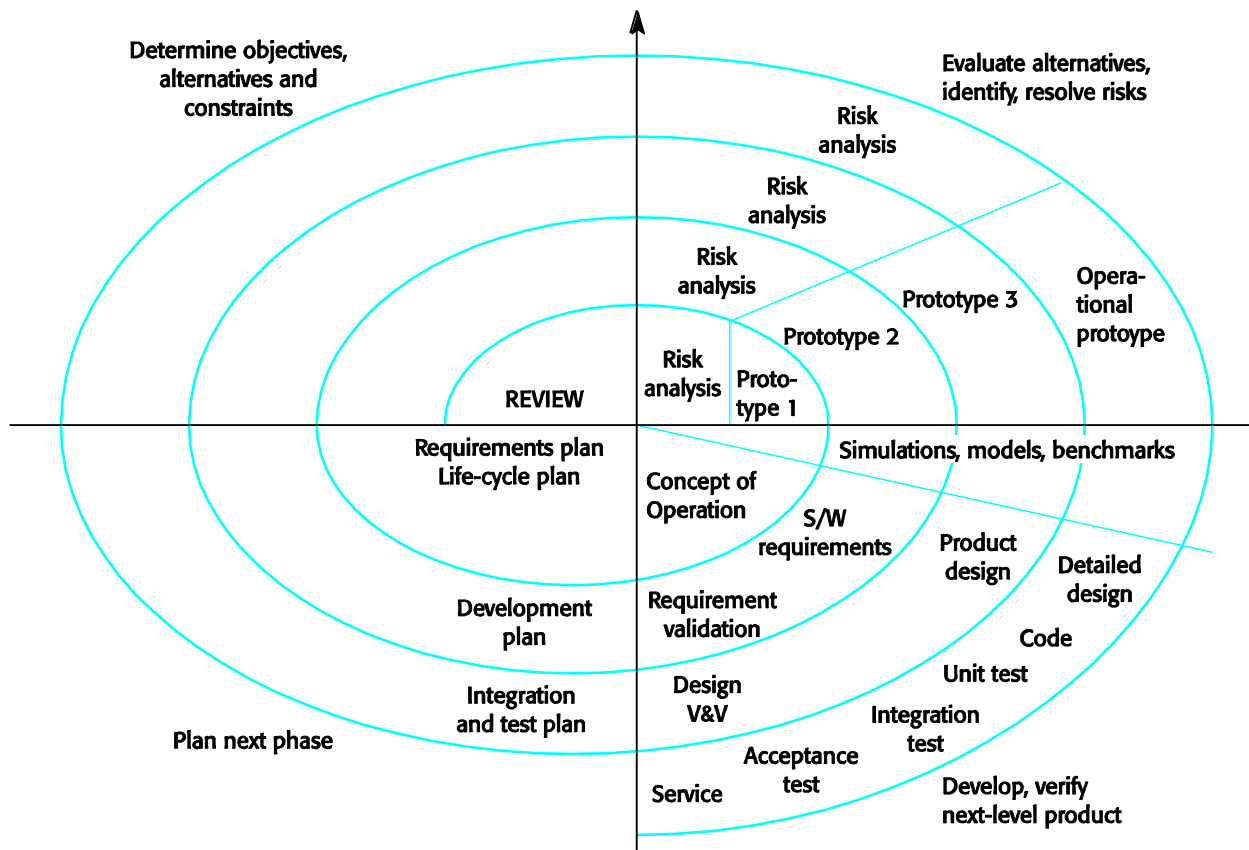 Determine objectives,
alternatives and
constraints
Evaluate alternatives,
identify, resolve risks
Risk
analysis
Risk
analysis
Risk
analysis
Risk
analysis
Proto-
type 1
Prototype 2
Prototype 3
Opera-
tional
protoype
REVIEW
Requirements plan
Life-cycle plan
Simulations, models, benchmarks
Concept of
Operation
S/W
requirements
Product
design
Detailed
design
Development
plan
Requirement
validation
Code
Unit test
Integration
and test plan
Design
V&V
Integration
test
Acceptance
test
Service
Plan next phase
Develop, verify
next-level product